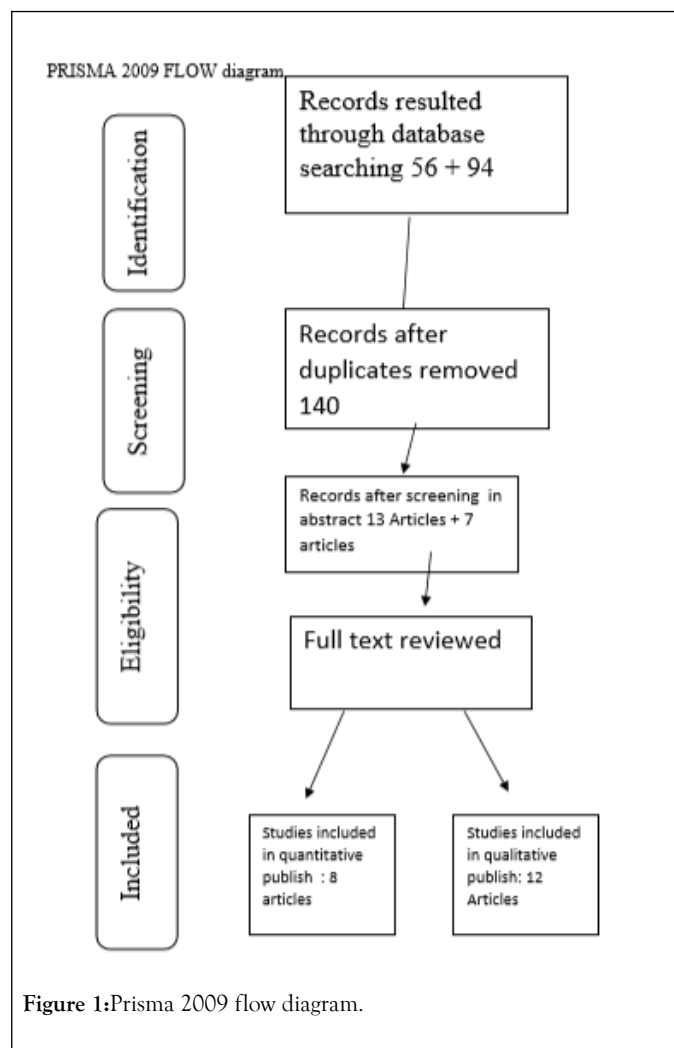 PRISMA 2009 FLOW diagram
Identification
Records resulted
through database
searching 56 + 94
Screening
Records after
duplicates removed
140
Eligibility
Records after screening in
abstract 13 Articles + 7
articles
Full text reviewed
Included
Studies included
in quantitative
publish : 8
articles
Studies included
in qualitative
publish: 12
Articles
Figure 1:Prisma 2009 flow diagram.